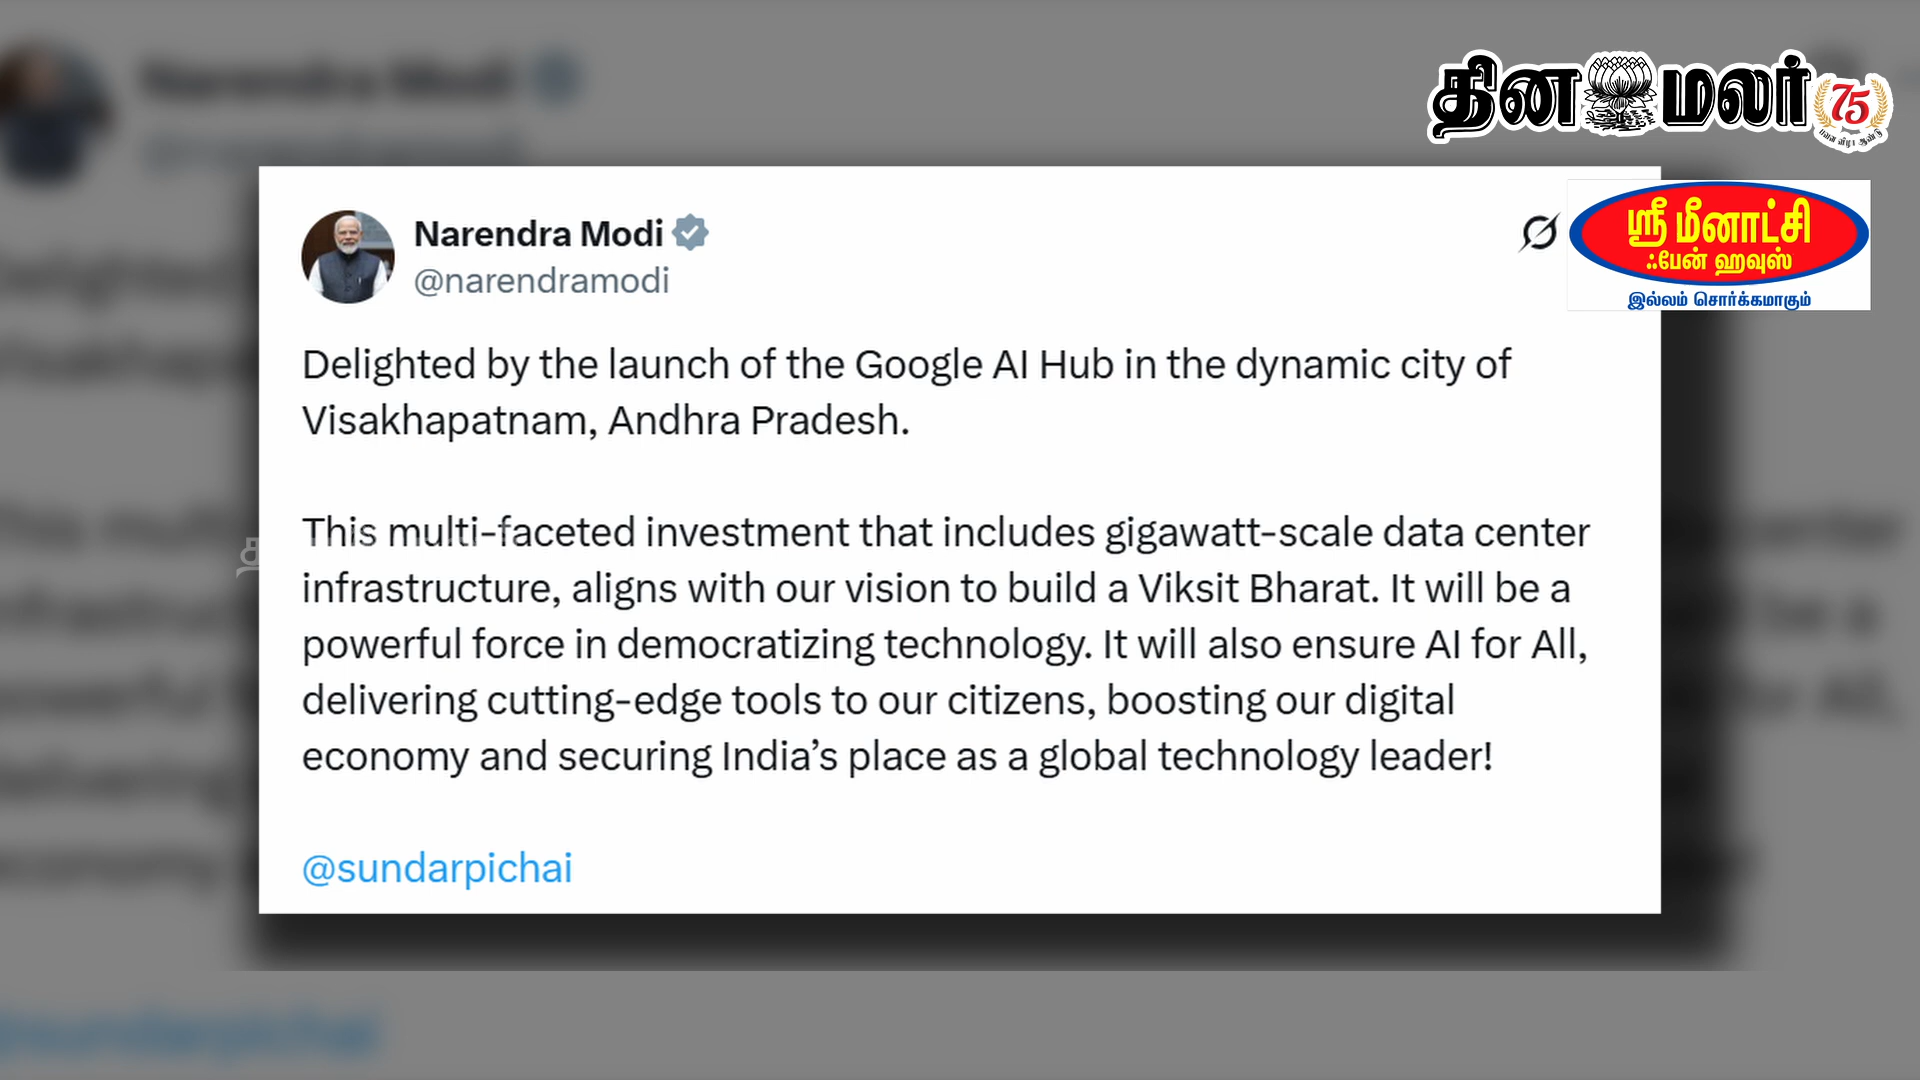 தினமலர்
75
பவள விழா ஆண்டு
Narendra Modi
@narendramodi
ஸ்ரீ மீனாட்சி
ஃபேன் ஹவுஸ்
இல்லம் சொர்க்கமாகும்
Delighted by the launch of the Google AI Hub in the dynamic city of
Visakhapatnam, Andhra Pradesh.
This multi-faceted investment that includes gigawatt-scale data center
infrastructure, aligns with our vision to build a Viksit Bharat. It will be a
powerful force in democratizing technology. It will also ensure AI for All,
delivering cutting-edge tools to our citizens, boosting our digital
economy and securing India’s place as a global technology leader!
@sundarpichai